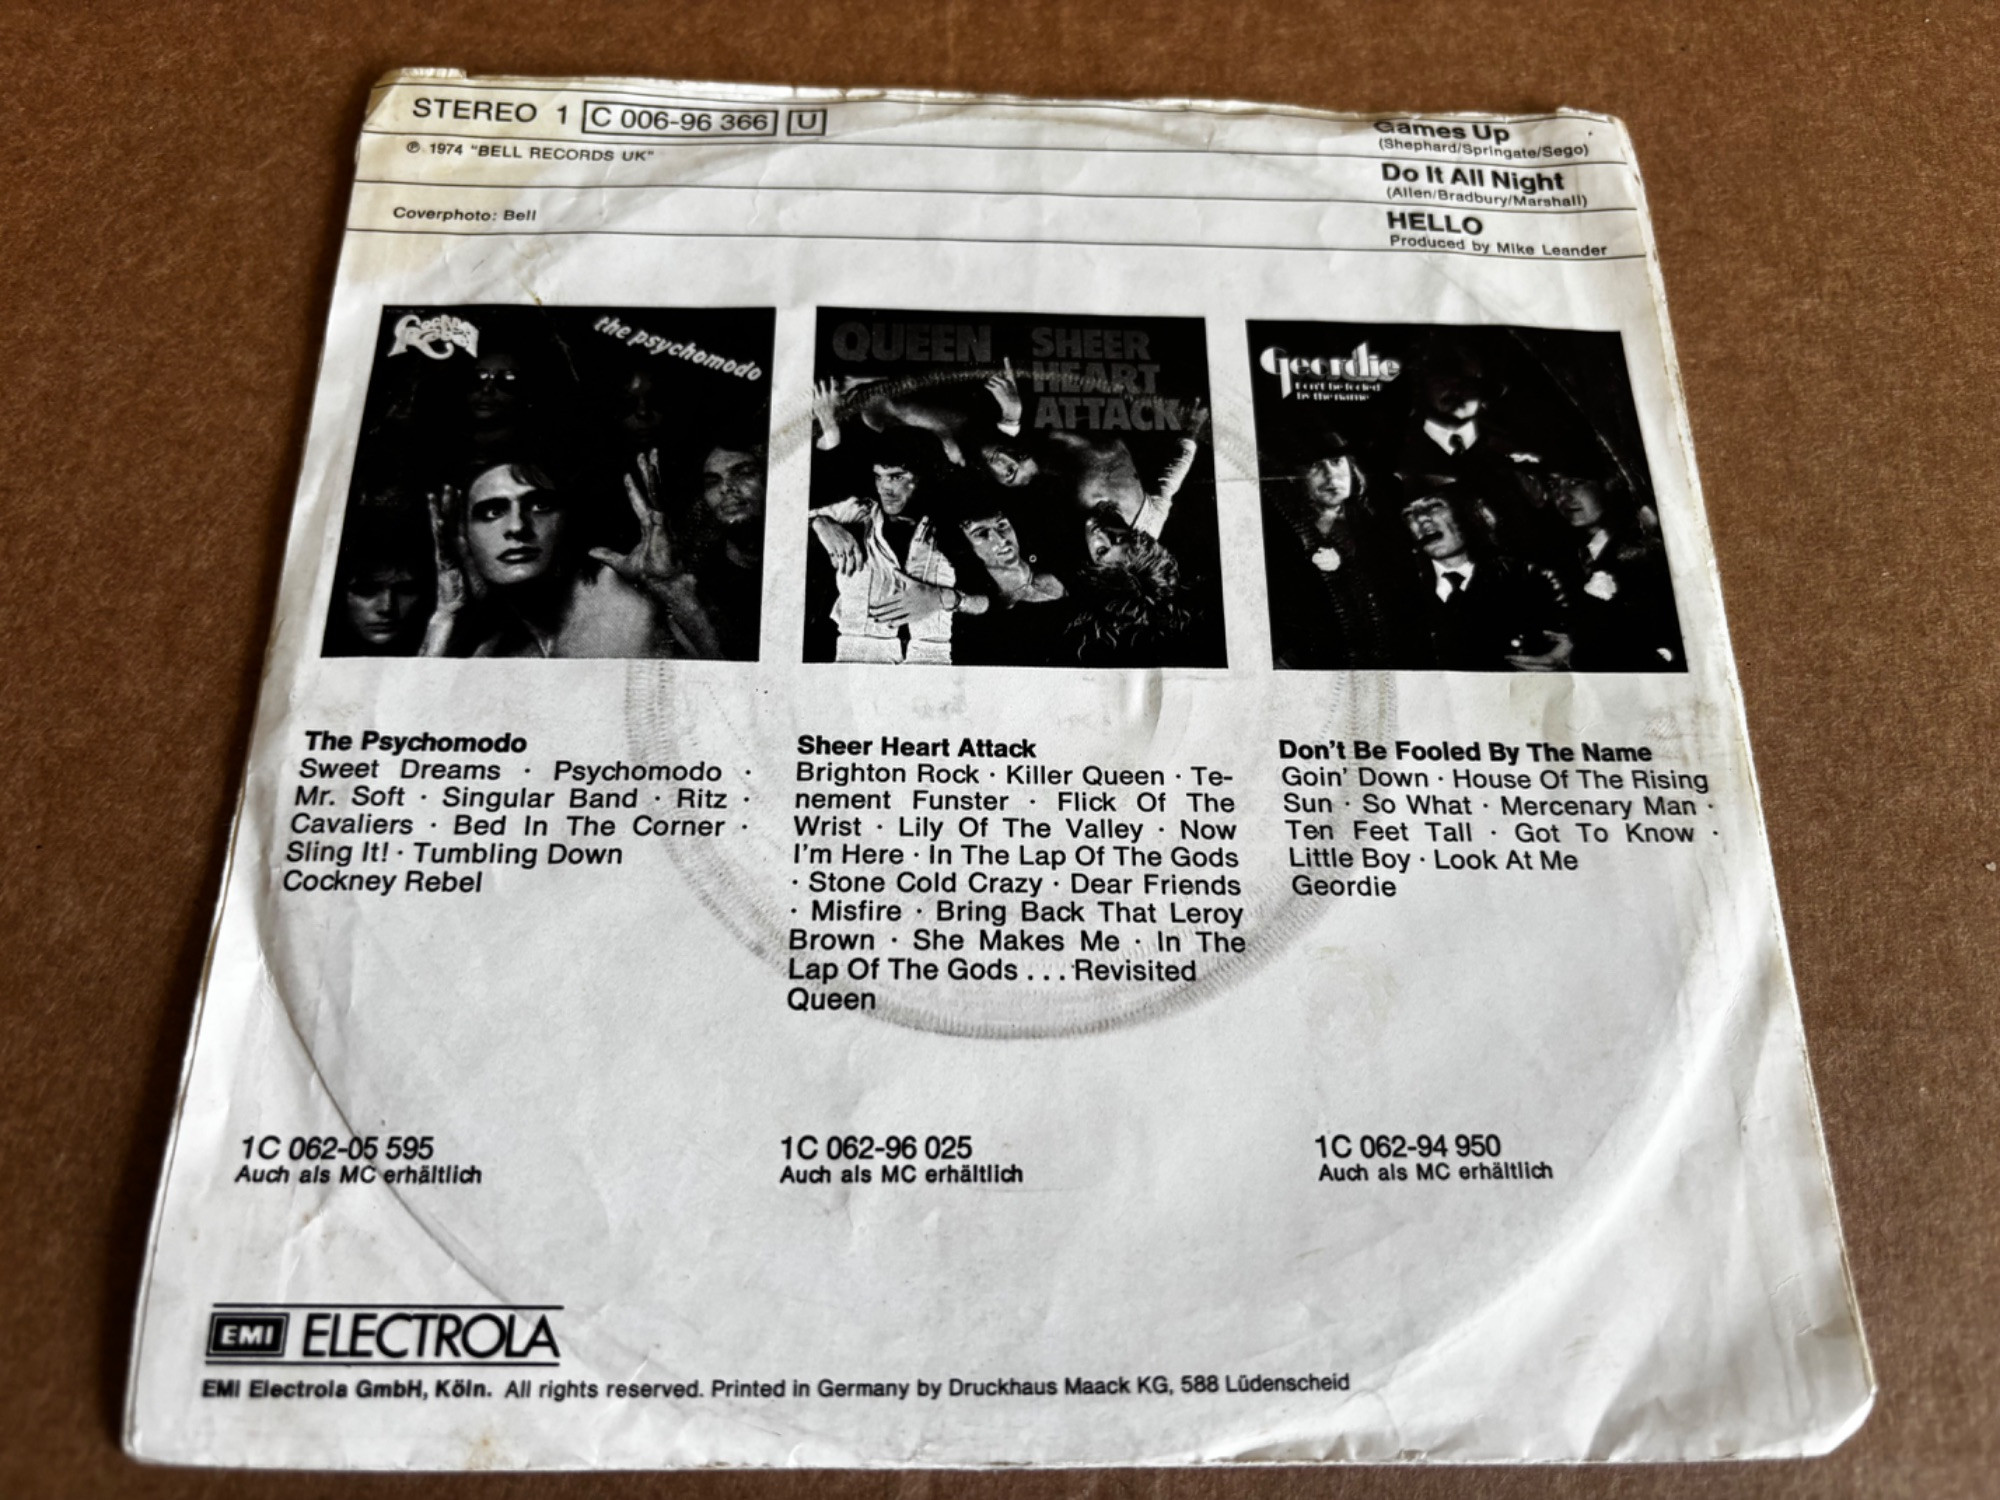 STEREO 1 C 006-96 366 U
℗ 1974 "BELL RECORDS UK"
Coverphoto: Bell
Games Up
(Shephard/Springate/Sego)
Do It All Night
(Allen/Bradbury/Marshall)
HELLO
Produced by Mike Leander
Cockney Rebel
the psychomodo
QUEEN
SHEER
HEART
ATTACK
Geordie
Don't be fooled
by the name
The Psychomodo
Sweet Dreams · Psychomodo ·
Mr. Soft · Singular Band · Ritz ·
Cavaliers · Bed In The Corner ·
Sling It! · Tumbling Down
Cockney Rebel
Sheer Heart Attack
Brighton Rock · Killer Queen · Te-
nement Funster · Flick Of The
Wrist · Lily Of The Valley · Now
I'm Here · In The Lap Of The Gods
· Stone Cold Crazy · Dear Friends
· Misfire · Bring Back That Leroy
Brown · She Makes Me · In The
Lap Of The Gods . . . Revisited
Queen
Don't Be Fooled By The Name
Goin' Down · House Of The Rising
Sun · So What · Mercenary Man ·
Ten Feet Tall · Got To Know ·
Little Boy · Look At Me
Geordie
1C 062-05 595
Auch als MC erhältlich
1C 062-96 025
Auch als MC erhältlich
1C 062-94 950
Auch als MC erhältlich
EMI ELECTROLA
EMI Electrola GmbH, Köln. All rights reserved. Printed in Germany by Druckhaus Maack KG, 588 Lüdenscheid